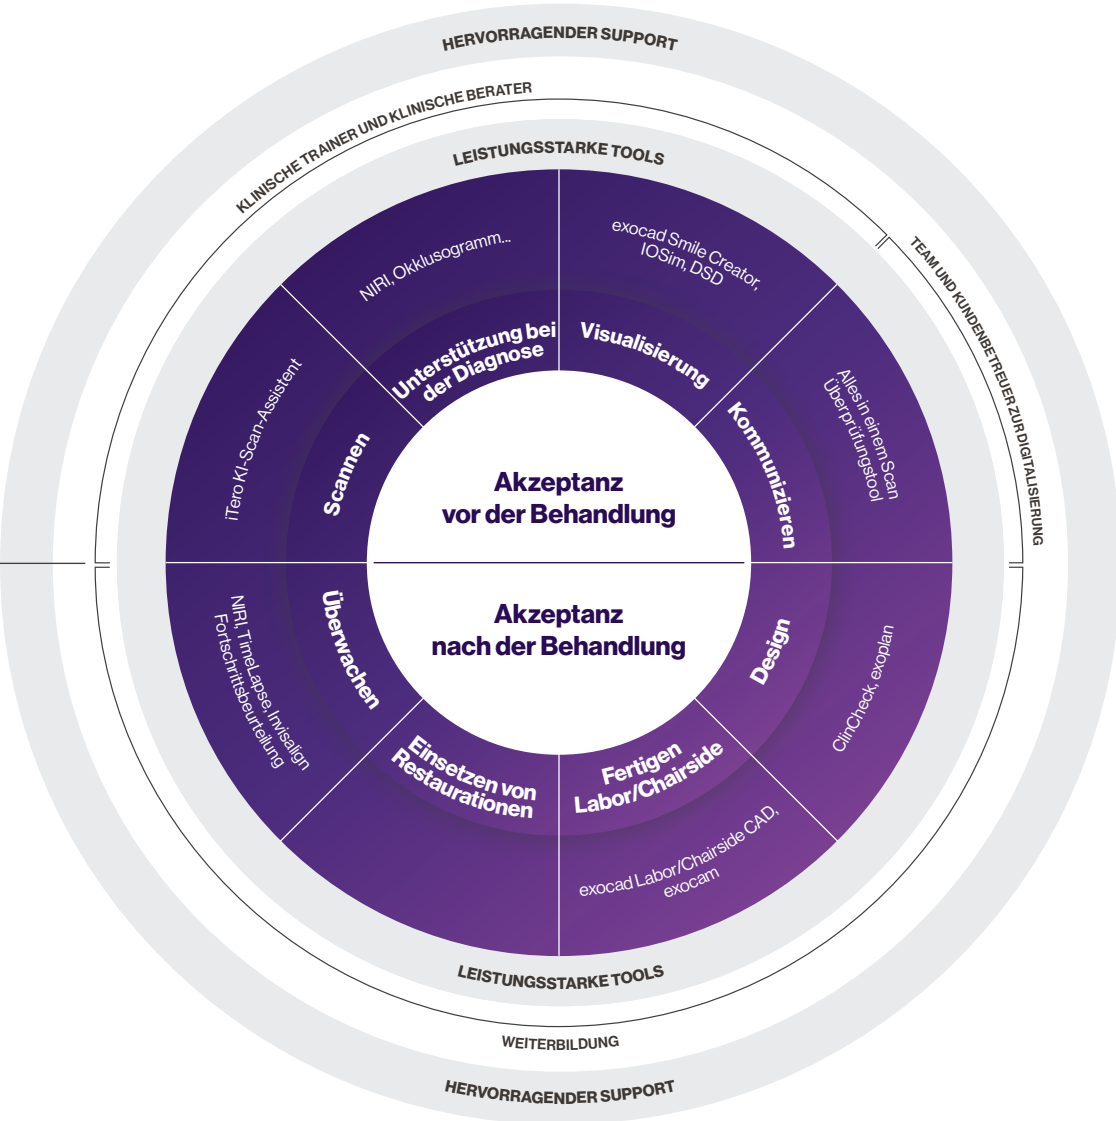 HERVORRAGENDER SUPPORT
KLINISCHE TRAINER UND KLINISCHE BERATER
LEISTUNGSSTARKE TOOLS
TEAM UND KUNDENBETREUER ZUR DIGITALISIERUNG
NIRI, Okklusogramm...
exocad Smile Creator,
IOSim, DSD
Unterstützung bei
der Diagnose
Visualisierung
iTero KI-Scan-Assistent
Scannen
Kommunizieren
Alles in einem Scan
Überprüfungstool
Akzeptanz
vor der Behandlung
Akzeptanz
nach der Behandlung
NIRI, TimeLapse, Invisalign
Fortschrittsbeurteilung
Überwachen
Design
ClinCheck, exoplan
Einsetzen von
Restaurationen
Fertigen
Labor/Chairside
exocad Labor/Chairside CAD,
exocam
LEISTUNGSSTARKE TOOLS
WEITERBILDUNG
HERVORRAGENDER SUPPORT